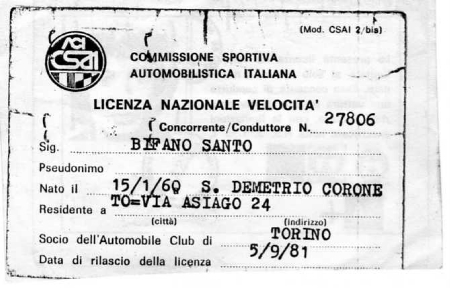 (Mod. CSAI 2/bis)
ACI
CSAI
COMMISSIONE SPORTIVA
AUTOMOBILISTICA ITALIANA
LICENZA NAZIONALE VELOCITA'
Concorrente/Conduttore N. 27806
Sig. BIFANO SANTO
Pseudonimo
Nato il 15/1/60 S. DEMETRIO CORONE
Residente a TO=VIA ASIAGO 24
(città) (indirizzo)
Socio dell'Automobile Club di TORINO
Data di rilascio della licenza 5/9/81